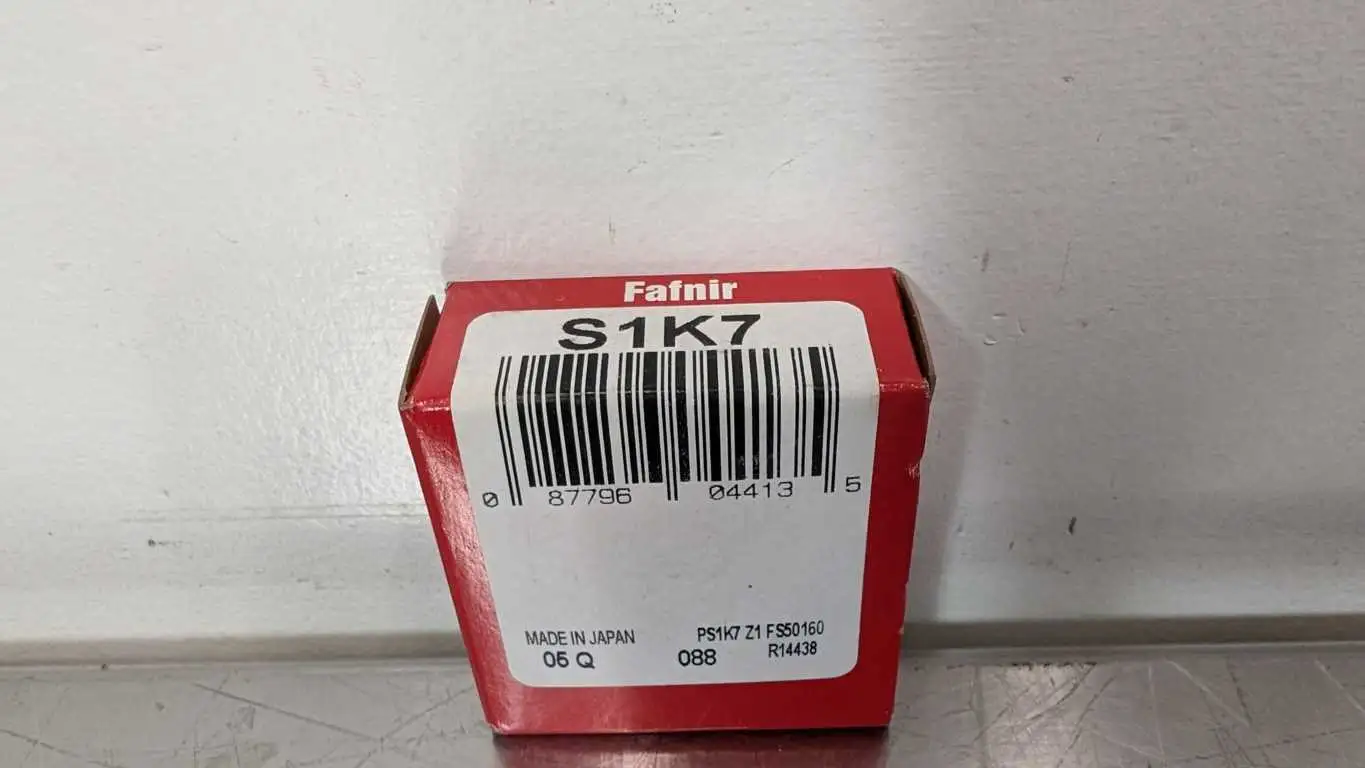 Fafnir
S1K7
0 87796 04413 5
MADE IN JAPAN PS1K7 Z1 FS50160
05 Q 088 R14438